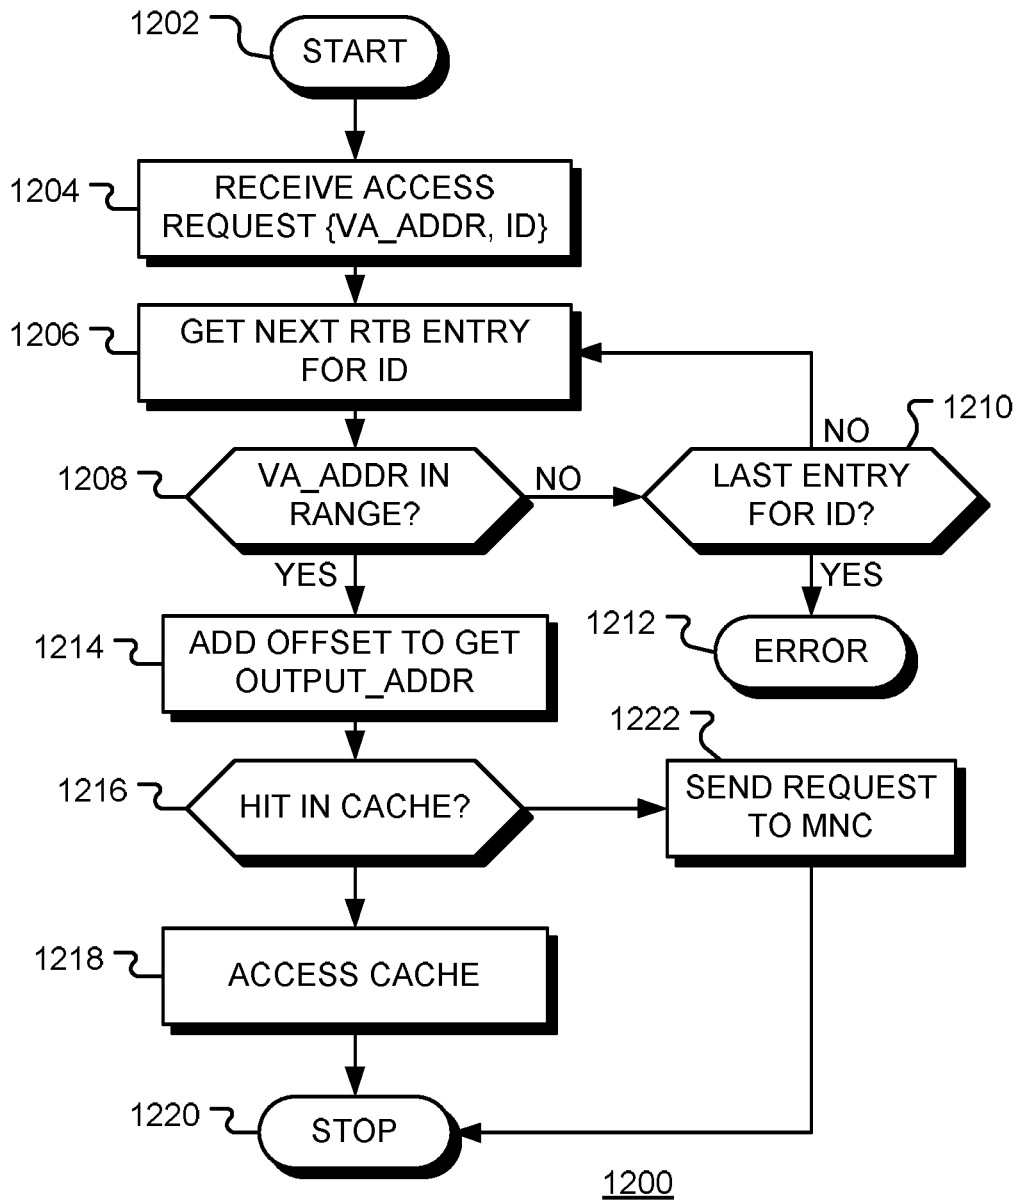 1202
START
1204
RECEIVE ACCESS
REQUEST {VA_ADDR, ID}
1206
GET NEXT RTB ENTRY
FOR ID
1208
VA_ADDR IN
RANGE?
NO
1210
NO
LAST ENTRY
FOR ID?
YES
YES
1212
ERROR
1214
ADD OFFSET TO GET
OUTPUT_ADDR
1216
HIT IN CACHE?
1222
SEND REQUEST
TO MNC
1218
ACCESS CACHE
1220
STOP
1200